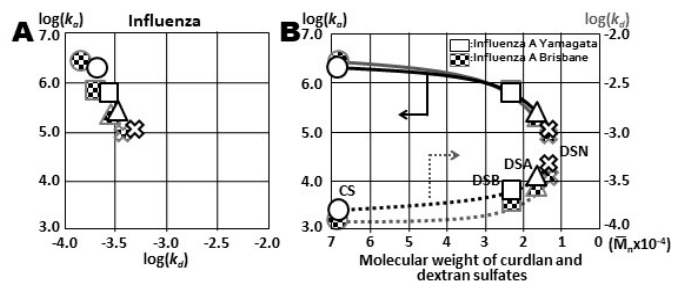 A
log(kₐ)
Influenza
7.0
6.0
5.0
4.0
3.0
-4.0 -3.5 -3.0 -2.5 -2.0
log(k_d)
B
log(kₐ)
log(k_d)
:Influenza A Yamagata
:Influenza A Brisbane
7.0
6.0
5.0
4.0
3.0
-2.0
-2.5
-3.0
-3.5
-4.0
CS
DSB
DSA
DSN
7 6 5 4 3 2 1 0 (M̅ₙx10⁻⁴)
Molecular weight of curdlan and
dextran sulfates